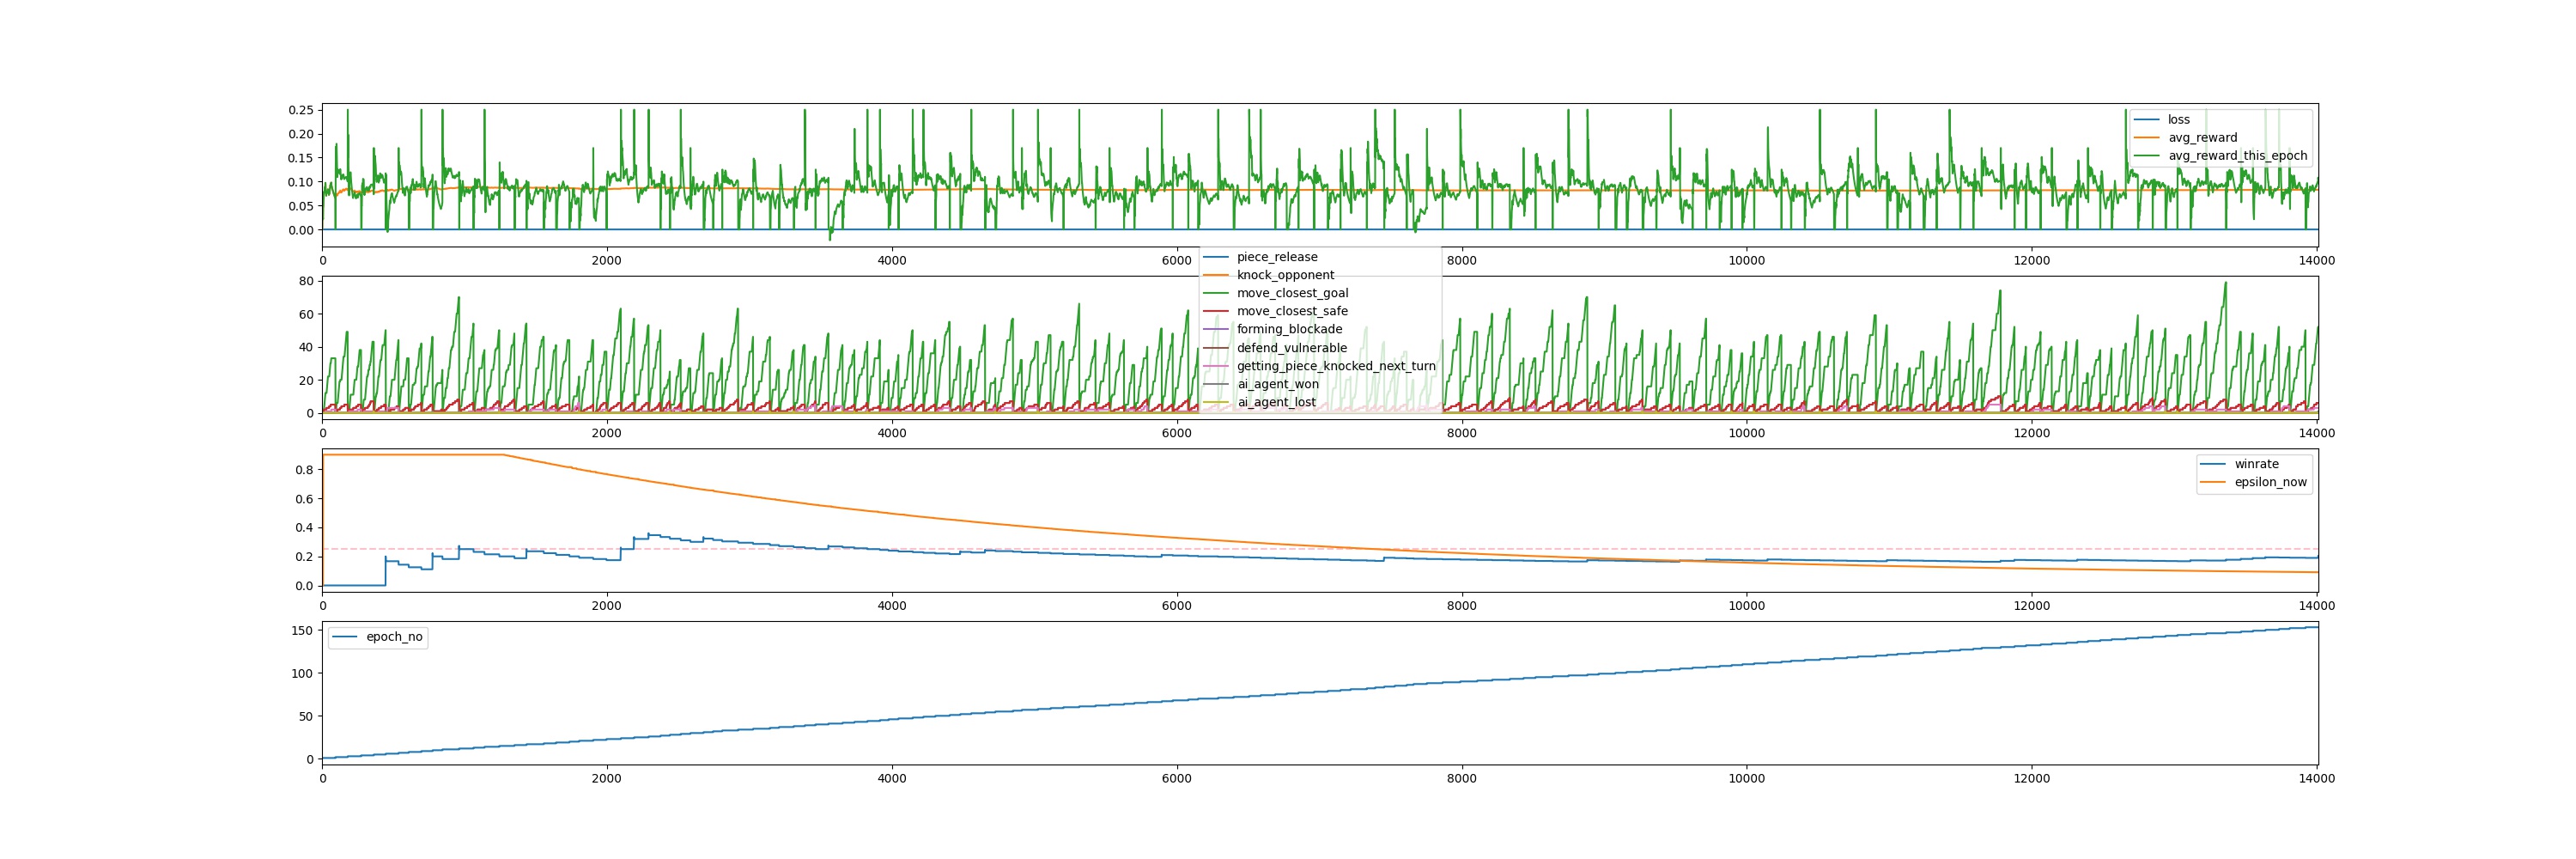 0.25
0.20
0.15
0.10
0.05
0.00
loss
avg_reward
avg_reward_this_epoch
0 2000 4000 6000 8000 10000 12000 14000
80
60
40
20
0
piece_release
knock_opponent
move_closest_goal
move_closest_safe
forming_blockade
defend_vulnerable
getting_piece_knocked_next_turn
ai_agent_won
ai_agent_lost
0 2000 4000 6000 8000 10000 12000 14000
0.8
0.6
0.4
0.2
0.0
winrate
epsilon_now
0 2000 4000 6000 8000 10000 12000 14000
150
100
50
0
epoch_no
0 2000 4000 6000 8000 10000 12000 14000